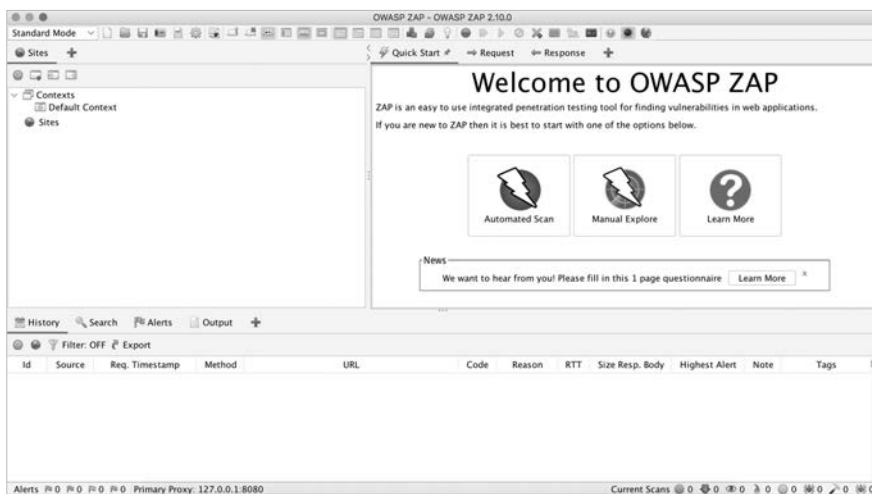 OWASP ZAP - OWASP ZAP 2.10.0
Standard Mode
Sites
Quick Start
Request
Response
Contexts
Default Context
Sites
Welcome to OWASP ZAP
ZAP is an easy to use integrated penetration testing tool for finding vulnerabilities in web applications.
If you are new to ZAP then it is best to start with one of the options below.
Automated Scan
Manual Explore
Learn More
News
We want to hear from you! Please fill in this 1 page questionnaire
Learn More
x
History
Search
Alerts
Output
Filter: OFF
Export
Id Source Req. Timestamp Method URL Code Reason RTT Size Resp. Body Highest Alert Note Tags
Alerts 0 0 0 0 Primary Proxy: 127.0.0.1:8080
Current Scans 0 0 0 0 0 0 0 0